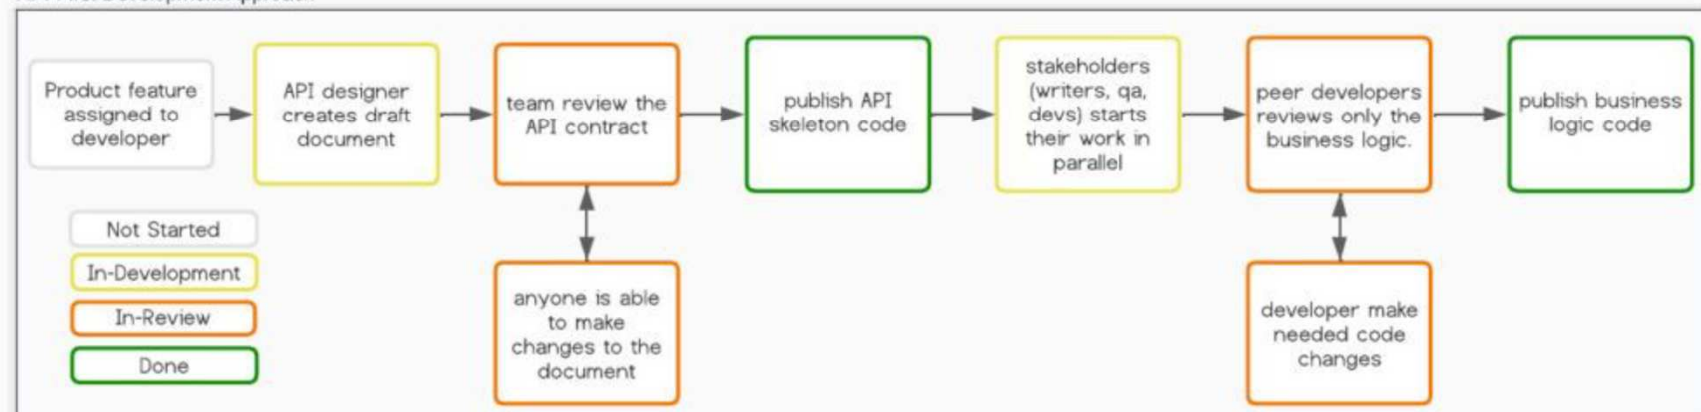 Product feature
assigned to
developer
API designer
creates draft
document
team review the
API contract
publish API
skeleton code
stakeholders
(writers, qa,
devs) starts
their work in
parallel
peer developers
reviews only the
business logic.
publish business
logic code
anyone is able
to make
changes to the
document
developer make
needed code
changes
Not Started
In-Development
In-Review
Done